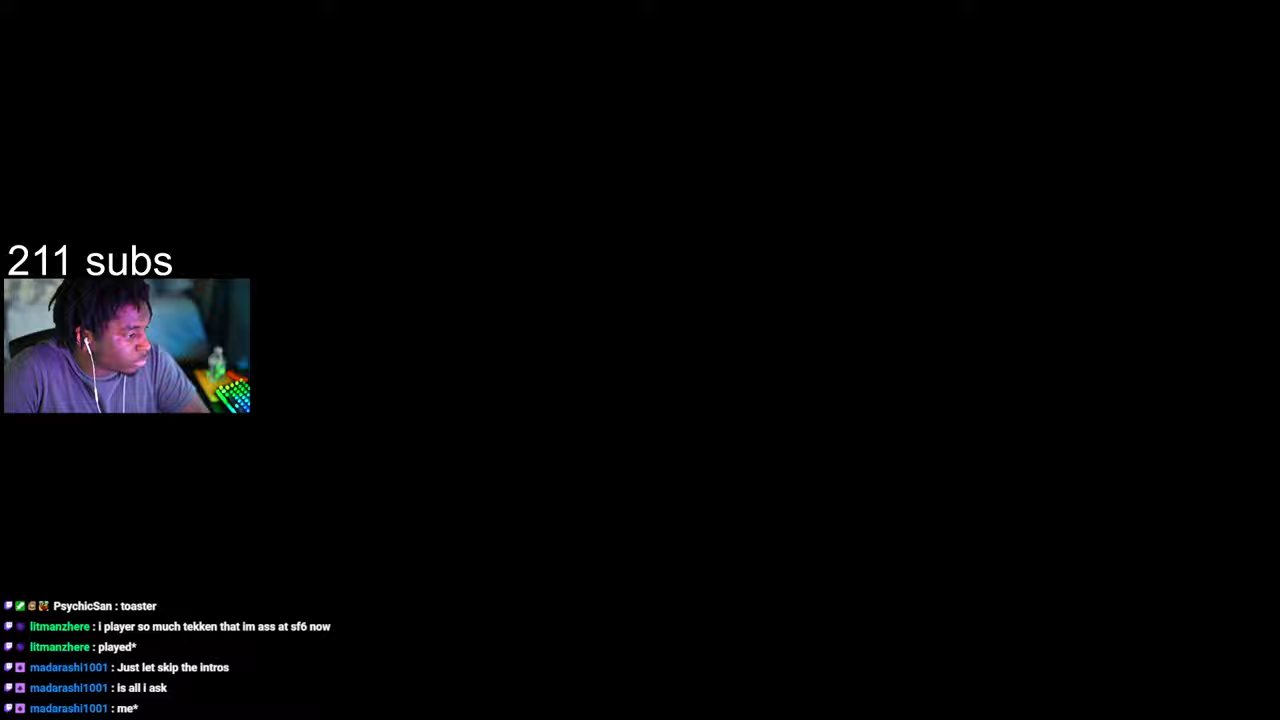 211 subs
PsychicSan : toaster
litmanzhere : i player so much tekken that im ass at sf6 now
litmanzhere : played*
madarashi1001 : Just let skip the intros
madarashi1001 : Is all i ask
madarashi1001 : me*